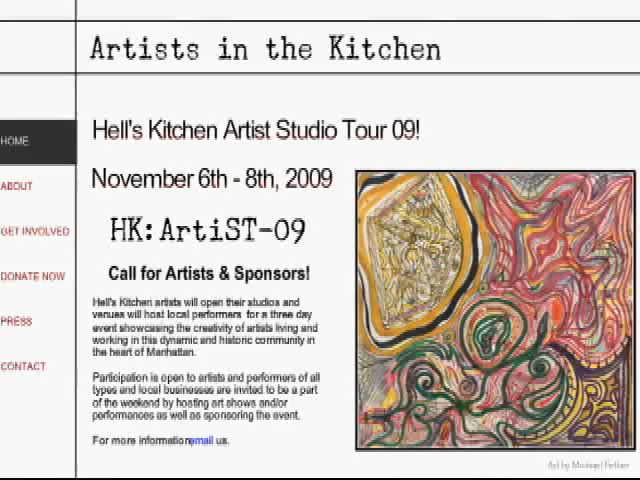 Artists in the Kitchen
Hell's Kitchen Artist Studio Tour 09!
HOME
November 6th - 8th, 2009
ABOUT
HK:ArtiST-09
GET INVOLVED
Call for Artists & Sponsors!
DONATE NOW
Hell's Kitchen artists will open their studios and
venues will host local performers for a three day
event showcasing the creativity of artists living and
working in this dynamic and historic community in
the heart of Manhattan.
PRESS
CONTACT
Participation is open to artists and performers of all
types and local businesses are invited to be a part
of the weekend by hosting art shows and/or
performances as well as sponsoring the event.
For more informationemail us.
Art by Michael